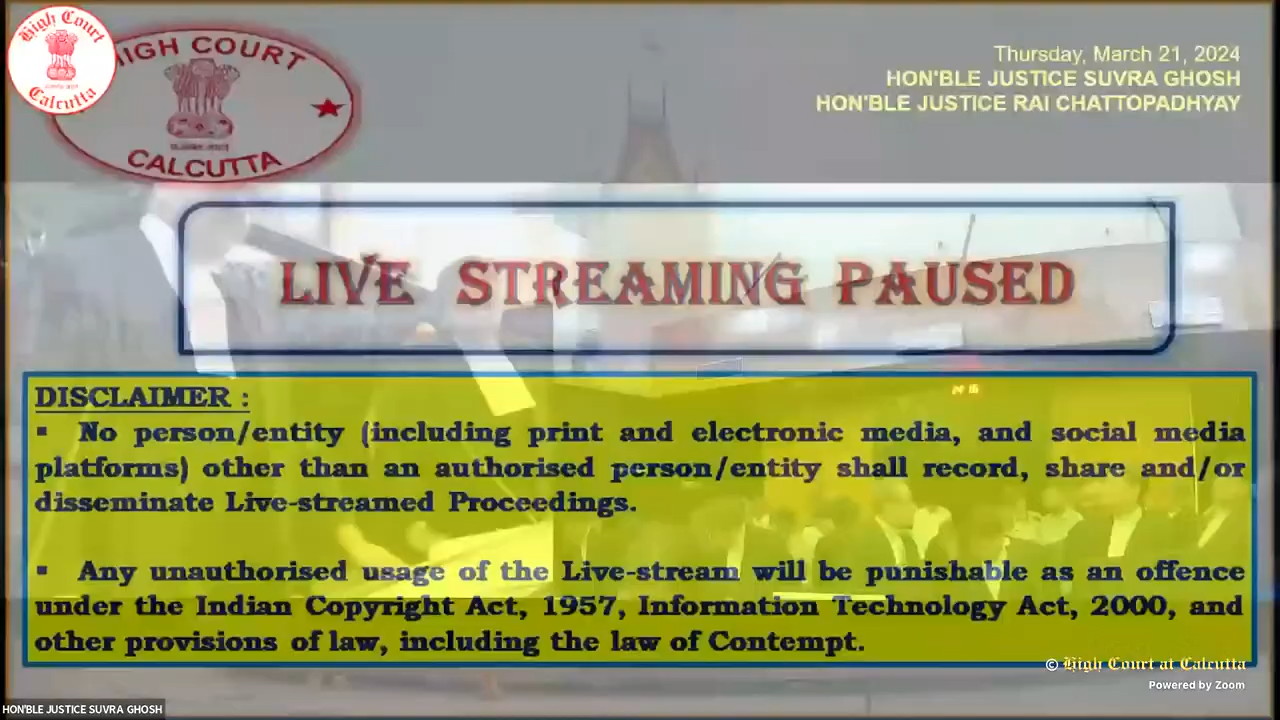 High Court
Calcutta
HIGH COURT
CALCUTTA
Thursday, March 21, 2024
HON'BLE JUSTICE SUVRA GHOSH
HON'BLE JUSTICE RAI CHATTOPADHYAY
LIVE STREAMING PAUSED
DISCLAIMER :
▪ No person/entity (including print and electronic media, and social media
platforms) other than an authorised person/entity shall record, share and/or
disseminate Live-streamed Proceedings.
▪ Any unauthorised usage of the Live-stream will be punishable as an offence
under the Indian Copyright Act, 1957, Information Technology Act, 2000, and
other provisions of law, including the law of Contempt.
© High Court at Calcutta
Powered by Zoom
HON'BLE JUSTICE SUVRA GHOSH